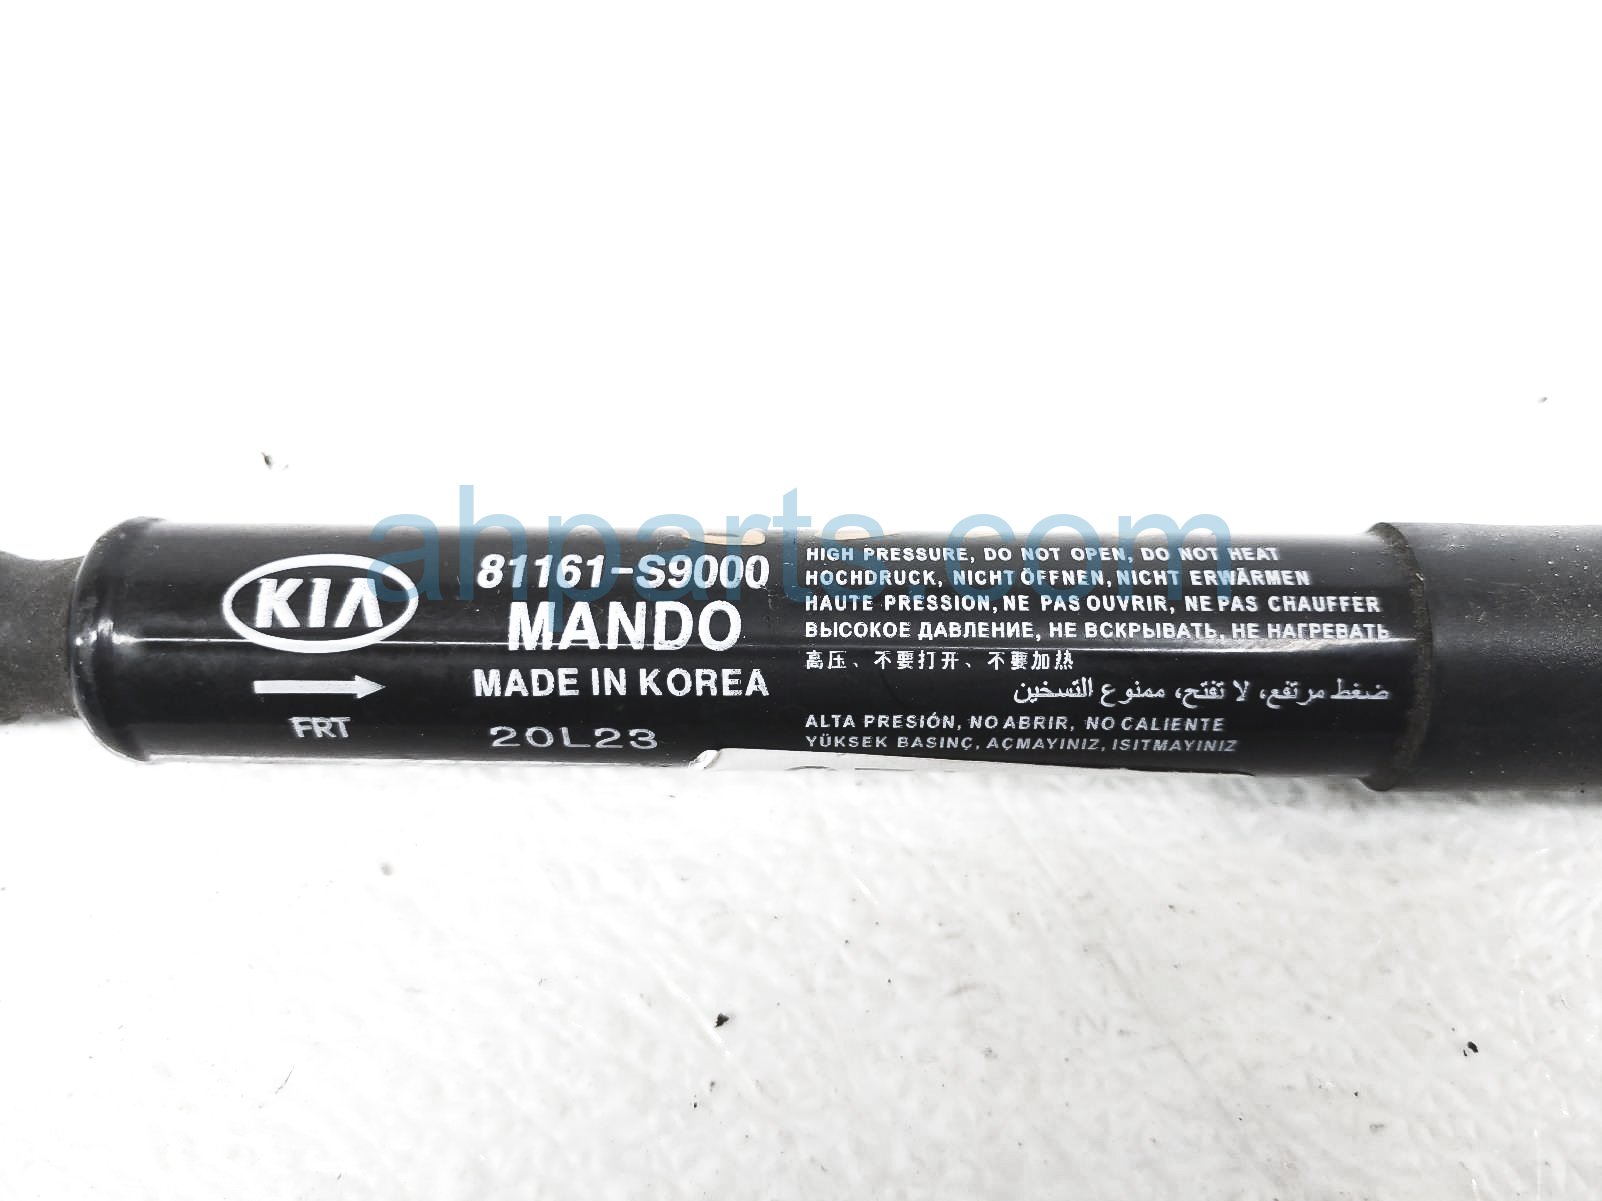 KIA
FRT
81161-S9000
MANDO
MADE IN KOREA
20L23
HIGH PRESSURE, DO NOT OPEN, DO NOT HEAT
HOCHDRUCK, NICHT ÖFFNEN, NICHT ERWÄRMEN
HAUTE PRESSION, NE PAS OUVRIR, NE PAS CHAUFFER
ВЫСОКОЕ ДАВЛЕНИЕ, НЕ ВСКРЫВАТЬ, НЕ НАГРЕВАТЬ
高压、不要打开、不要加热
ضغط مرتفع، لا تفتح، ممنوع التسخين
ALTA PRESIÓN, NO ABRIR, NO CALIENTE
YÜKSEK BASINÇ, AÇMAYINIZ, ISITMAYINIZ
ahparts.com